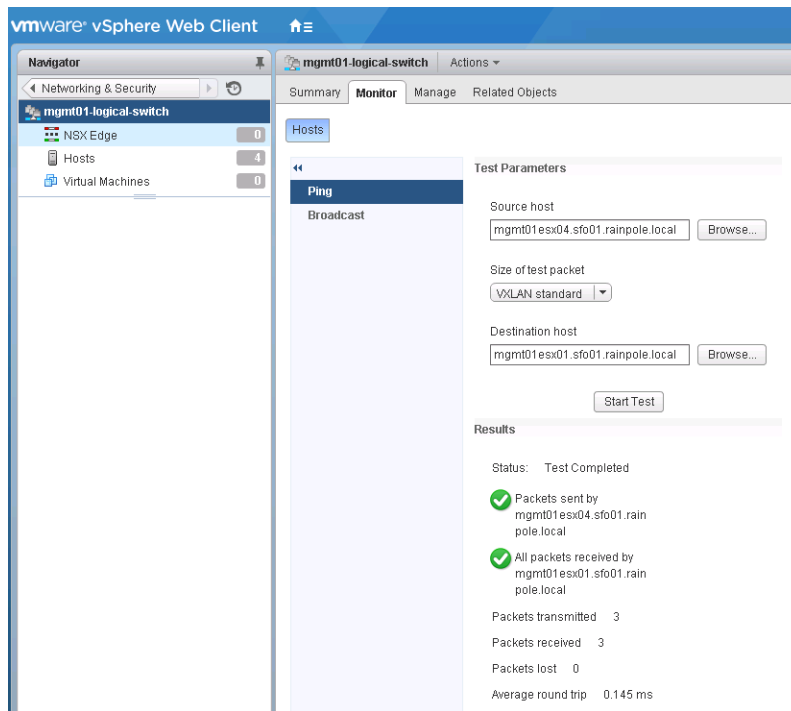 vmware® vSphere Web Client
Navigator
Networking & Security
mgmt01-logical-switch
NSX Edge 0
Hosts 4
Virtual Machines 0
mgmt01-logical-switch Actions
Summary Monitor Manage Related Objects
Hosts
Ping
Broadcast
Test Parameters
Source host
mgmt01esx04.sfo01.rainpole.local Browse...
Size of test packet
VXLAN standard
Destination host
mgmt01esx01.sfo01.rainpole.local Browse...
Start Test
Results
Status: Test Completed
Packets sent by
mgmt01esx04.sfo01.rain
pole.local
All packets received by
mgmt01esx01.sfo01.rain
pole.local
Packets transmitted 3
Packets received 3
Packets lost 0
Average round trip 0.145 ms